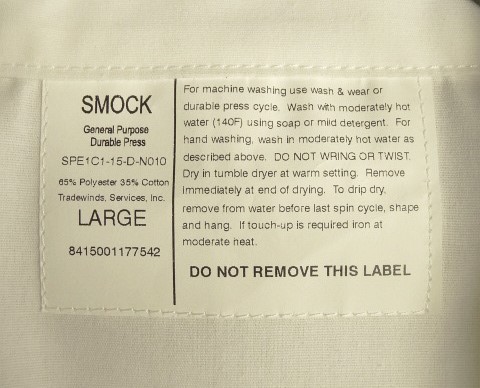 SMOCK
General Purpose
Durable Press
SPE1C1-15-D-N010
65% Polyester 35% Cotton
Tradewinds, Services, Inc.
LARGE
8415001177542
For machine washing use wash & wear or
durable press cycle. Wash with moderately hot
water (140F) using soap or mild detergent. For
hand washing, wash in moderately hot water as
described above. DO NOT WRING OR TWIST.
Dry in tumble dryer at warm setting. Remove
immediately at end of drying. To drip dry,
remove from water before last spin cycle, shape
and hang. If touch-up is required iron at
moderate heat.
DO NOT REMOVE THIS LABEL